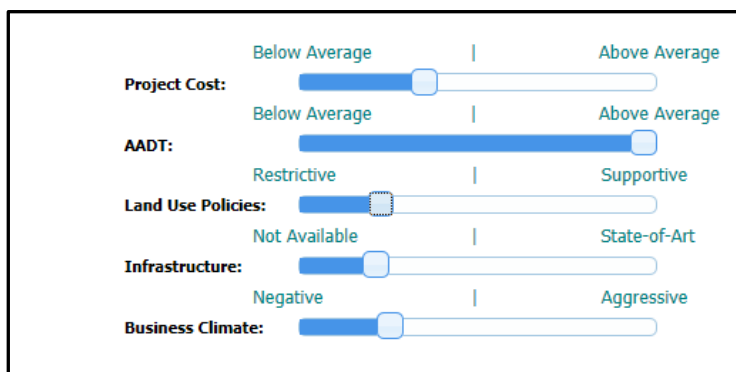 Below Average | Above Average
Project Cost:
Below Average | Above Average
AADT:
Restrictive | Supportive
Land Use Policies:
Not Available | State-of-Art
Infrastructure:
Negative | Aggressive
Business Climate: